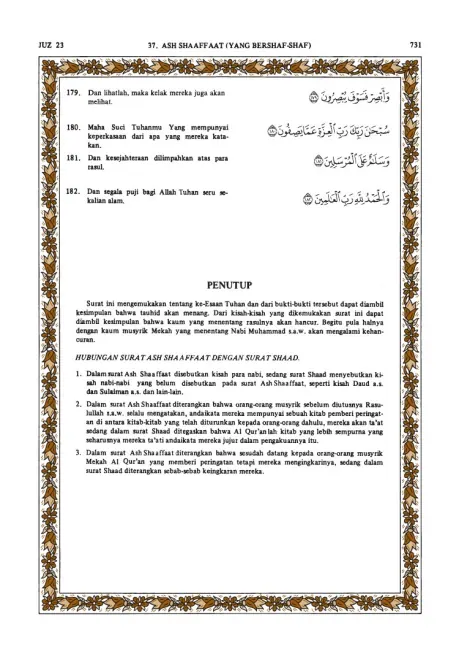 JUZ 23 37. ASH SHAAFFAAT (YANG BERSHAF-SHAF) 731
179. Dan lihatlah, maka kelak mereka juga akan
melihat.
وَأَبْصِرْ فَسَوْفَ يُبْصِرُونَ ١٧٩
180. Maha Suci Tuhanmu Yang mempunyai
keperkasaan dari apa yang mereka kata-
kan.
سُبْحَٰنَ رَبِّكَ رَبِّ ٱلْعِزَّةِ عَمَّا يَصِفُونَ ١٨٠
181. Dan kesejahteraan dilimpahkan atas para
rasul.
وَسَلَٰمٌ عَلَى ٱلْمُرْسَلِينَ ١٨١
182. Dan segala puji bagi Allah Tuhan seru se-
kalian alam.
وَٱلْحَمْدُ لِلَّهِ رَبِّ ٱلْعَٰلَمِينَ ١٨٢
PENUTUP
Surat ini mengemukakan tentang ke-Esaan Tuhan dan dari bukti-bukti tersebut dapat diambil
kesimpulan bahwa tauhid akan menang. Dari kisah-kisah yang dikemukakan surat ini dapat
diambil kesimpulan bahwa kaum yang menentang rasulnya akan hancur. Begitu pula halnya
dengan kaum musyrik Mekah yang menentang Nabi Muhammad s.a.w. akan mengalami kehan-
curan.
HUBUNGAN SURAT ASH SHAAFFAAT DENGAN SURAT SHAAD.
1. Dalam surat Ash Shaaffaat disebutkan kisah para nabi, sedang surat Shaad menyebutkan ki-
sah nabi-nabi yang belum disebutkan pada surat Ash Shaaffaat, seperti kisah Daud a.s.
dan Sulaiman a.s. dan lain-lain.
2. Dalam surat Ash Shaaffaat diterangkan bahwa orang-orang musyrik sebelum diutusnya Rasu-
lullah s.a.w. selalu mengatakan, andaikata mereka mempunyai sebuah kitab pemberi peringat-
an di antara kitab-kitab yang telah diturunkan kepada orang-orang dahulu, mereka akan ta'at
sedang dalam surat Shaad ditegaskan bahwa Al Qur'an lah kitab yang lebih sempurna yang
seharusnya mereka ta'ati andaikata mereka jujur dalam pengakuannya itu.
3. Dalam surat Ash Shaaffaat diterangkan bahwa sesudah datang kepada orang-orang musyrik
Mekah Al Qur'an yang memberi peringatan tetapi mereka mengingkarinya, sedang dalam
surat Shaad diterangkan sebab-sebab keingkaran mereka.